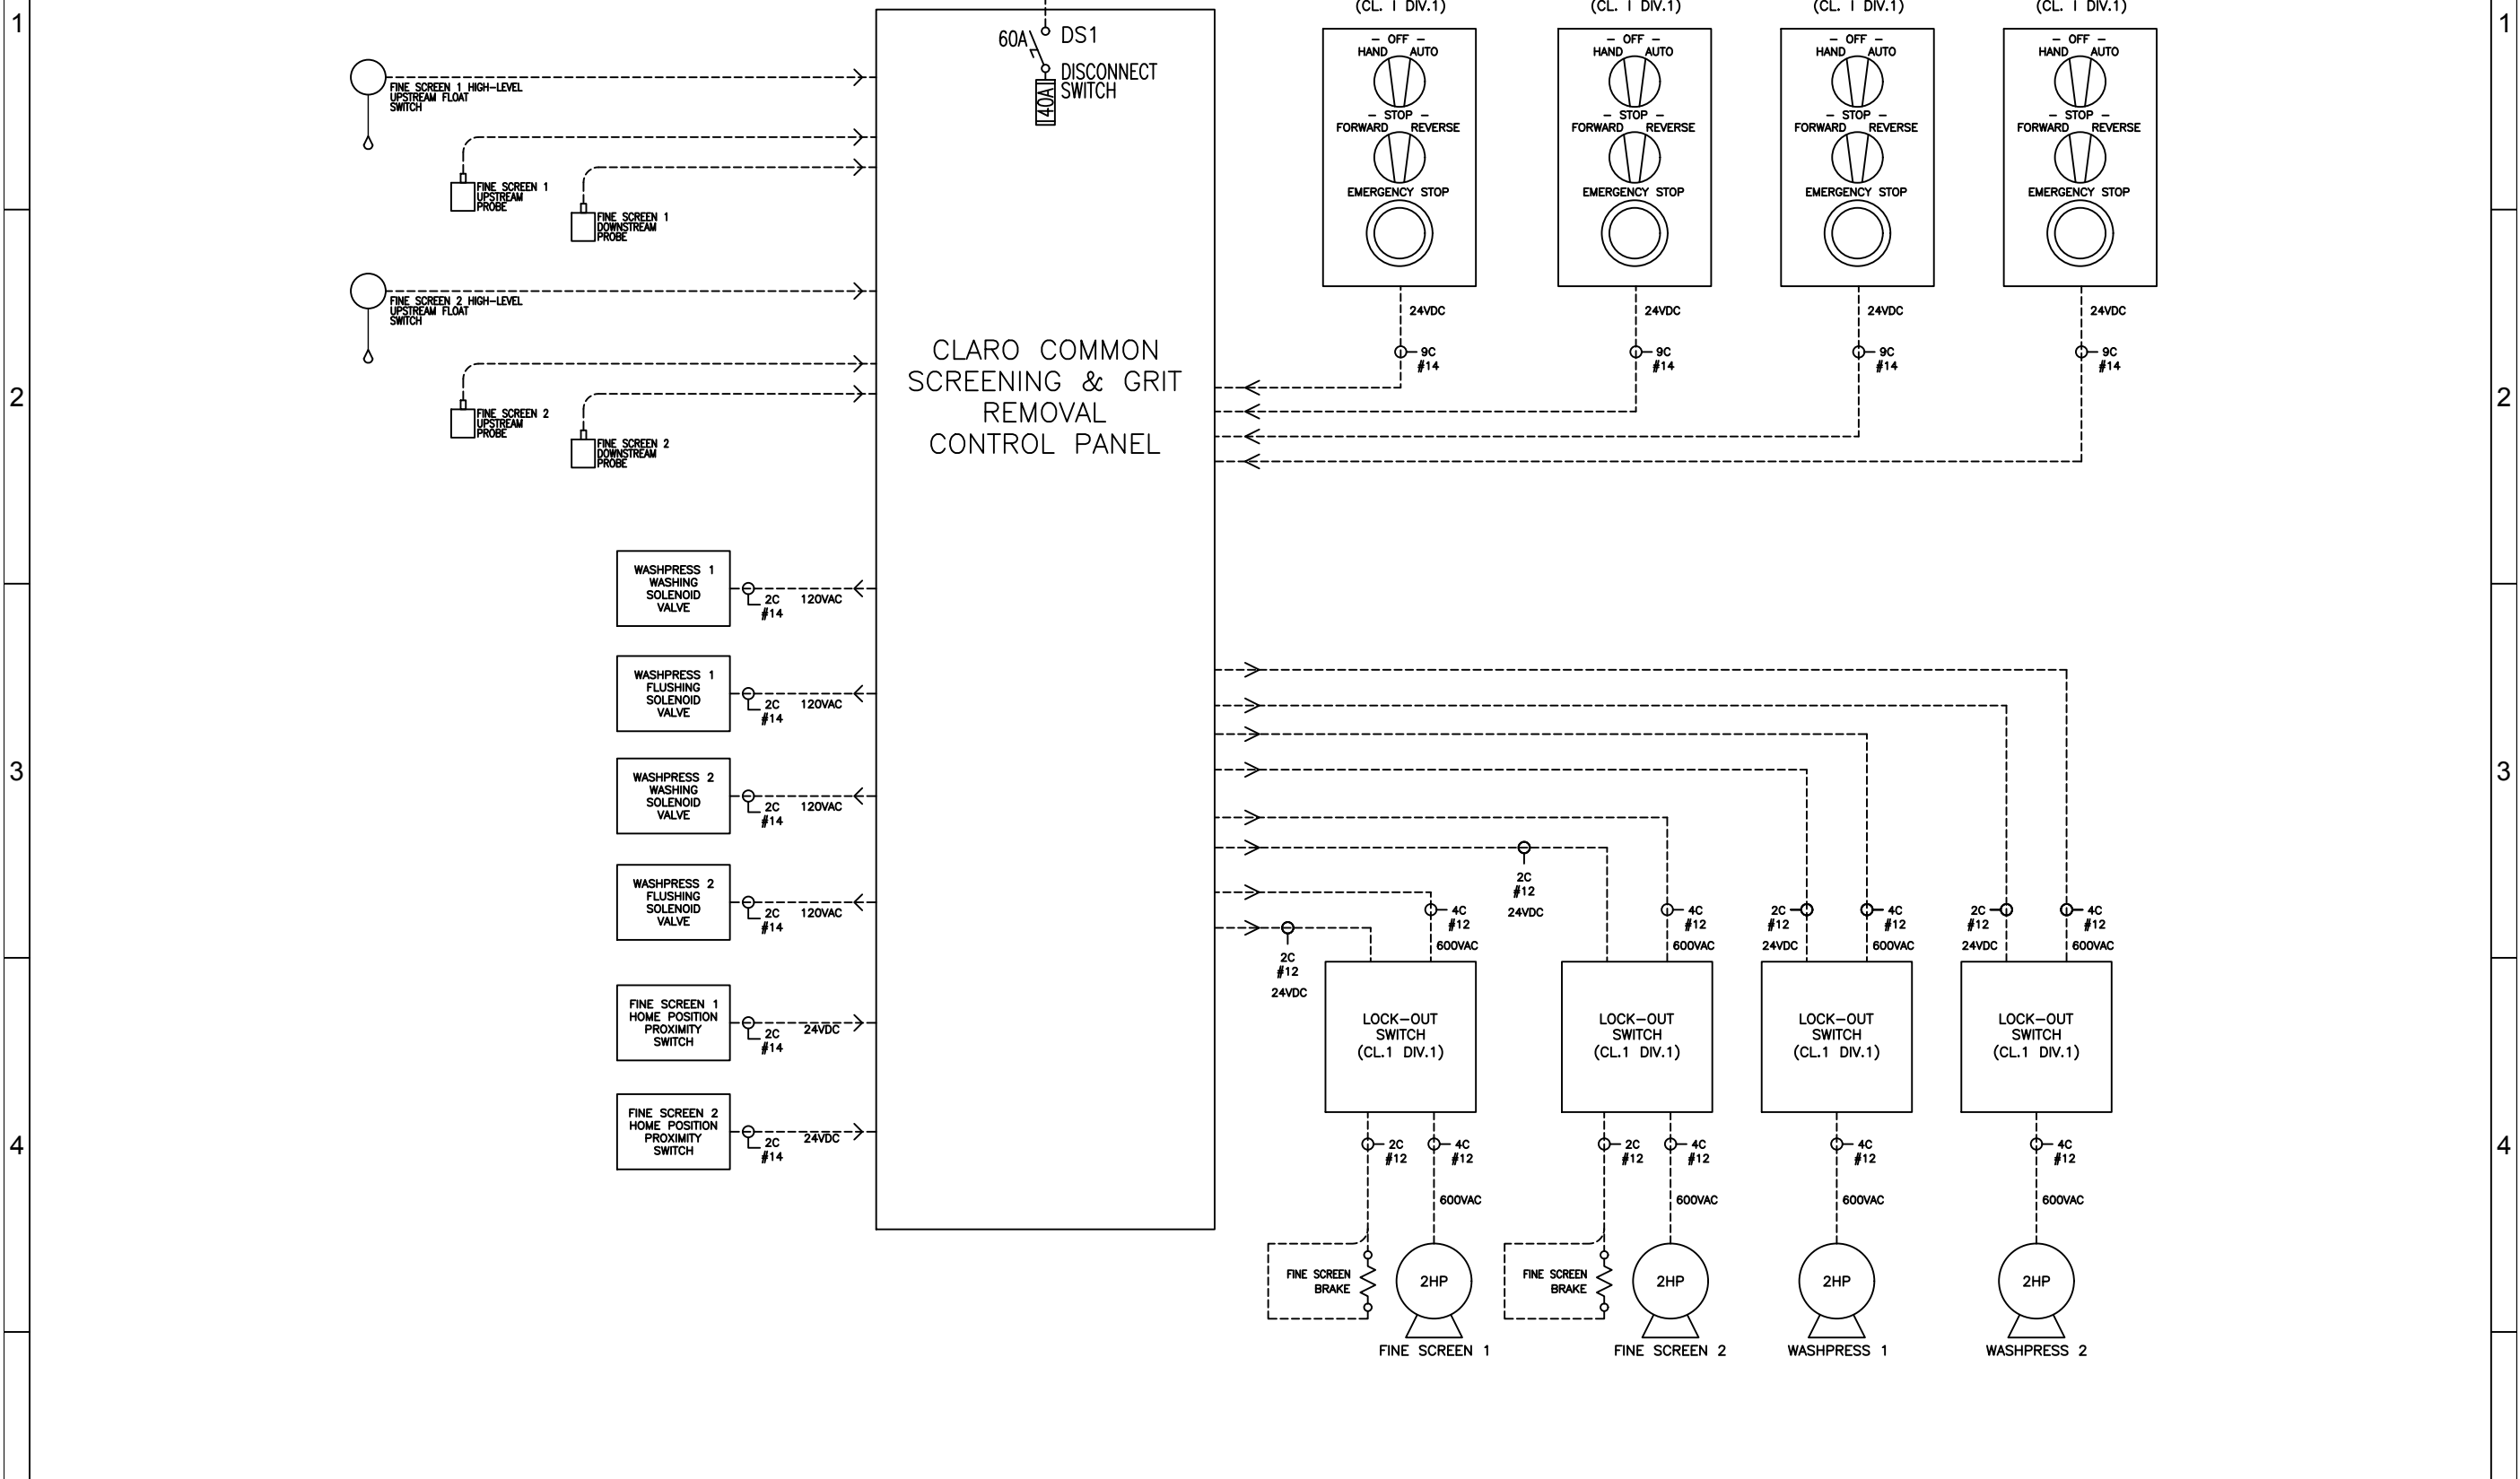 1
(CL. I DIV.1)
(CL. I DIV.1)
(CL. I DIV.1)
(CL. I DIV.1)
1
60A
DS1
DISCONNECT
SWITCH
40A
FINE SCREEN 1 HIGH-LEVEL
UPSTREAM FLOAT
SWITCH
FINE SCREEN 1
UPSTREAM
PROBE
FINE SCREEN 1
DOWNSTREAM
PROBE
- OFF -
HAND AUTO
- STOP -
FORWARD REVERSE
EMERGENCY STOP
24VDC
9C
#14
- OFF -
HAND AUTO
- STOP -
FORWARD REVERSE
EMERGENCY STOP
24VDC
9C
#14
- OFF -
HAND AUTO
- STOP -
FORWARD REVERSE
EMERGENCY STOP
24VDC
9C
#14
- OFF -
HAND AUTO
- STOP -
FORWARD REVERSE
EMERGENCY STOP
24VDC
9C
#14
FINE SCREEN 2 HIGH-LEVEL
UPSTREAM FLOAT
SWITCH
2
FINE SCREEN 2
UPSTREAM
PROBE
FINE SCREEN 2
DOWNSTREAM
PROBE
CLARO COMMON
SCREENING & GRIT
REMOVAL
CONTROL PANEL
2
WASHPRESS 1
WASHING
SOLENOID
VALVE
2C
#14
120VAC
WASHPRESS 1
FLUSHING
SOLENOID
VALVE
2C
#14
120VAC
3
WASHPRESS 2
WASHING
SOLENOID
VALVE
2C
#14
120VAC
3
WASHPRESS 2
FLUSHING
SOLENOID
VALVE
2C
#14
120VAC
2C
#12
24VDC
4C
#12
600VAC
2C
#12
24VDC
4C
#12
600VAC
2C
#12
24VDC
4C
#12
600VAC
2C
#12
24VDC
4C
#12
600VAC
FINE SCREEN 1
HOME POSITION
PROXIMITY
SWITCH
2C
#14
24VDC
LOCK-OUT
SWITCH
(CL.1 DIV.1)
LOCK-OUT
SWITCH
(CL.1 DIV.1)
LOCK-OUT
SWITCH
(CL.1 DIV.1)
LOCK-OUT
SWITCH
(CL.1 DIV.1)
4
FINE SCREEN 2
HOME POSITION
PROXIMITY
SWITCH
2C
#14
24VDC
2C
#12
4C
#12
600VAC
2C
#12
4C
#12
600VAC
4C
#12
600VAC
4C
#12
600VAC
4
FINE SCREEN
BRAKE
2HP
FINE SCREEN 1
FINE SCREEN
BRAKE
2HP
FINE SCREEN 2
2HP
WASHPRESS 1
2HP
WASHPRESS 2